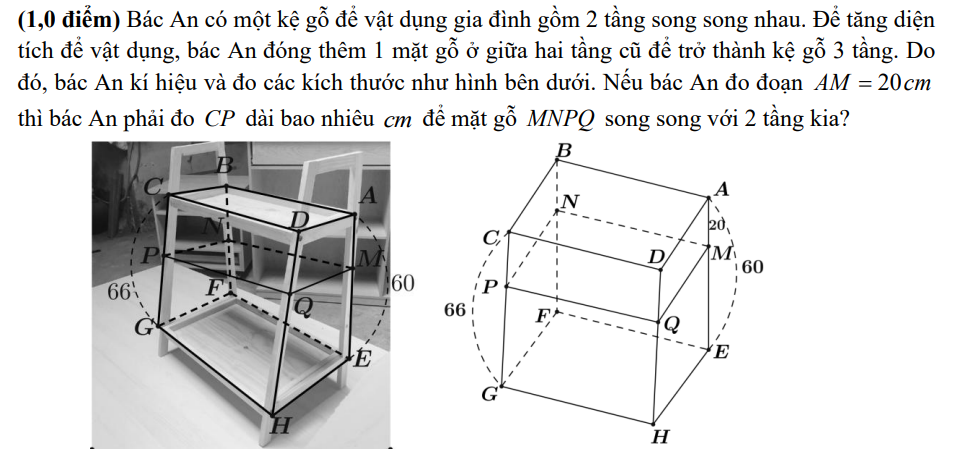 (1,0 điểm) Bác An có một kệ gỗ để vật dụng gia đình gồm 2 tầng song song nhau. Để tăng diện
tích để vật dụng, bác An đóng thêm 1 mặt gỗ ở giữa hai tầng cũ để trở thành kệ gỗ 3 tầng. Do
đó, bác An kí hiệu và đo các kích thước như hình bên dưới. Nếu bác An đo đoạn AM = 20cm
thì bác An phải đo CP dài bao nhiêu cm để mặt gỗ MNPQ song song với 2 tầng kia?
B
C
A
D
N
P
M
60
66
F
Q
G
E
H
B
A
N
20
C
D
M
60
P
66
F
Q
E
G
H